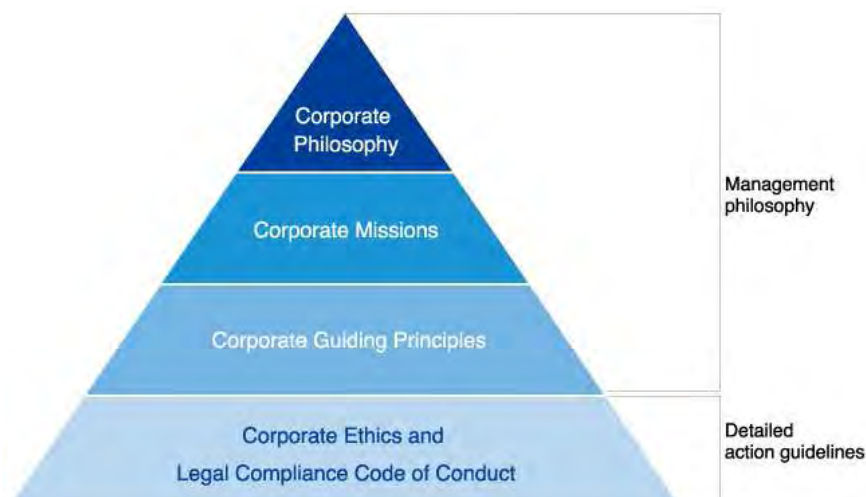 Corporate
Philosophy
Corporate Missions
Management
philosophy
Corporate Guiding Principles
Corporate Ethics and
Legal Compliance Code of Conduct
Detailed
action guidelines